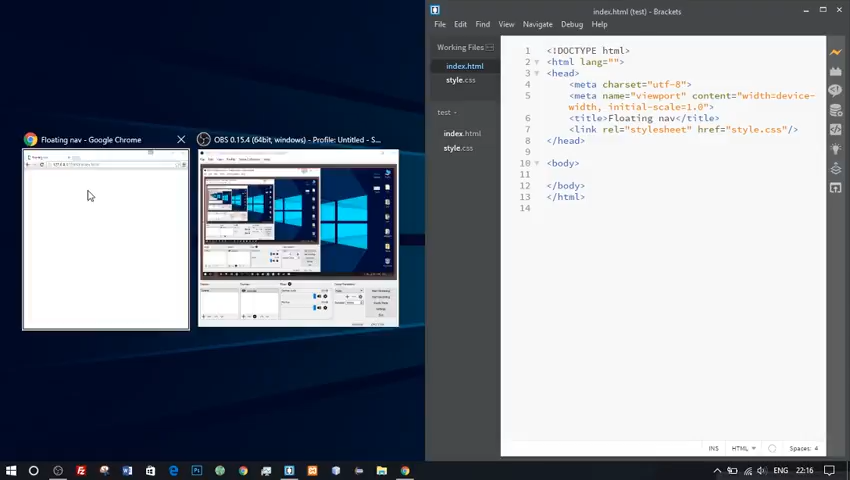 index.html (test) - Brackets
File Edit Find View Navigate Debug Help
Working Files
index.html
style.css
test
index.html
style.css
1 <!DOCTYPE html>
2 <html lang="">
3 <head>
4 <meta charset="utf-8">
5 <meta name="viewport" content="width=device-
width, initial-scale=1.0">
6 <title>Floating nav</title>
7 <link rel="stylesheet" href="style.css"/>
8 </head>
9
10 <body>
11
12 </body>
13 </html>
14
Floating nav - Google Chrome
OBS 0.15.4 (64bit, windows) - Profile: Untitled - S...
INS HTML Spaces: 4
ENG 22:16